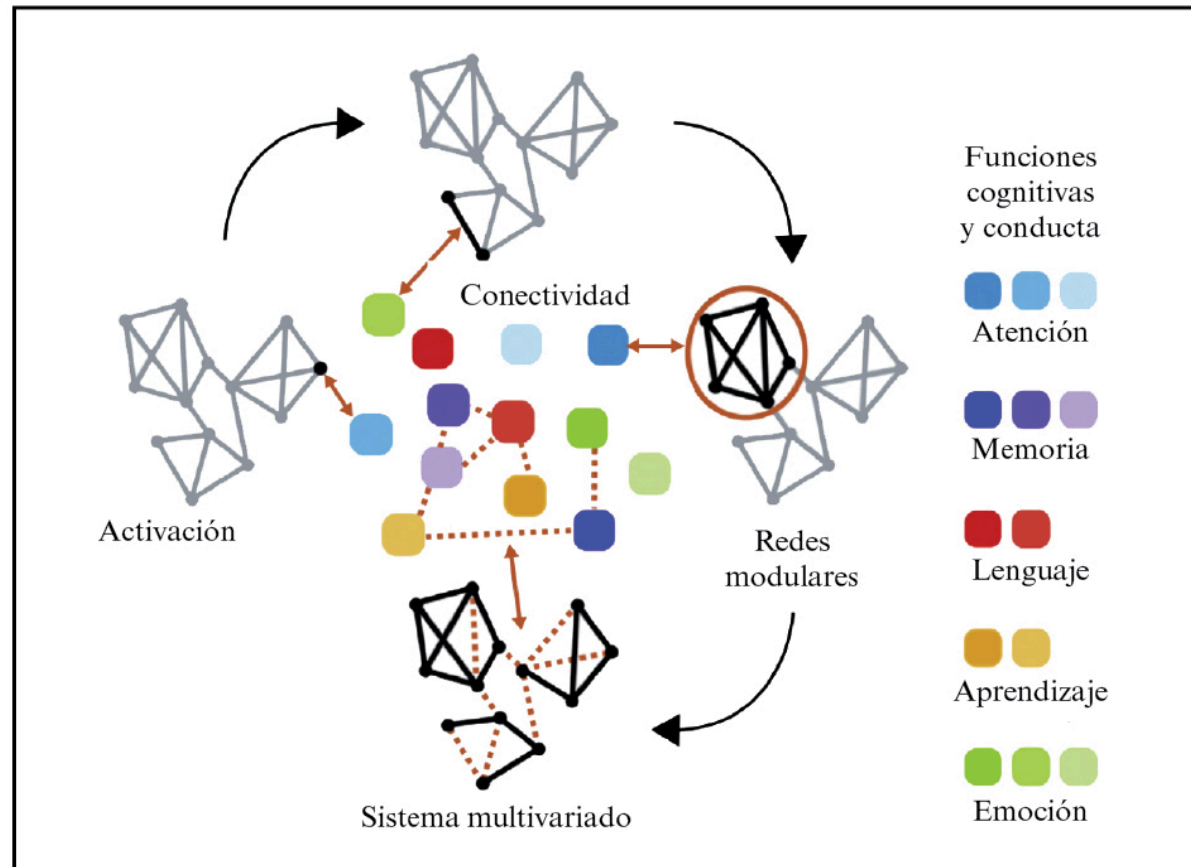 Conectividad
Activación
Redes
modulares
Sistema multivariado
Funciones
cognitivas
y conducta
Atención
Memoria
Lenguaje
Aprendizaje
Emoción